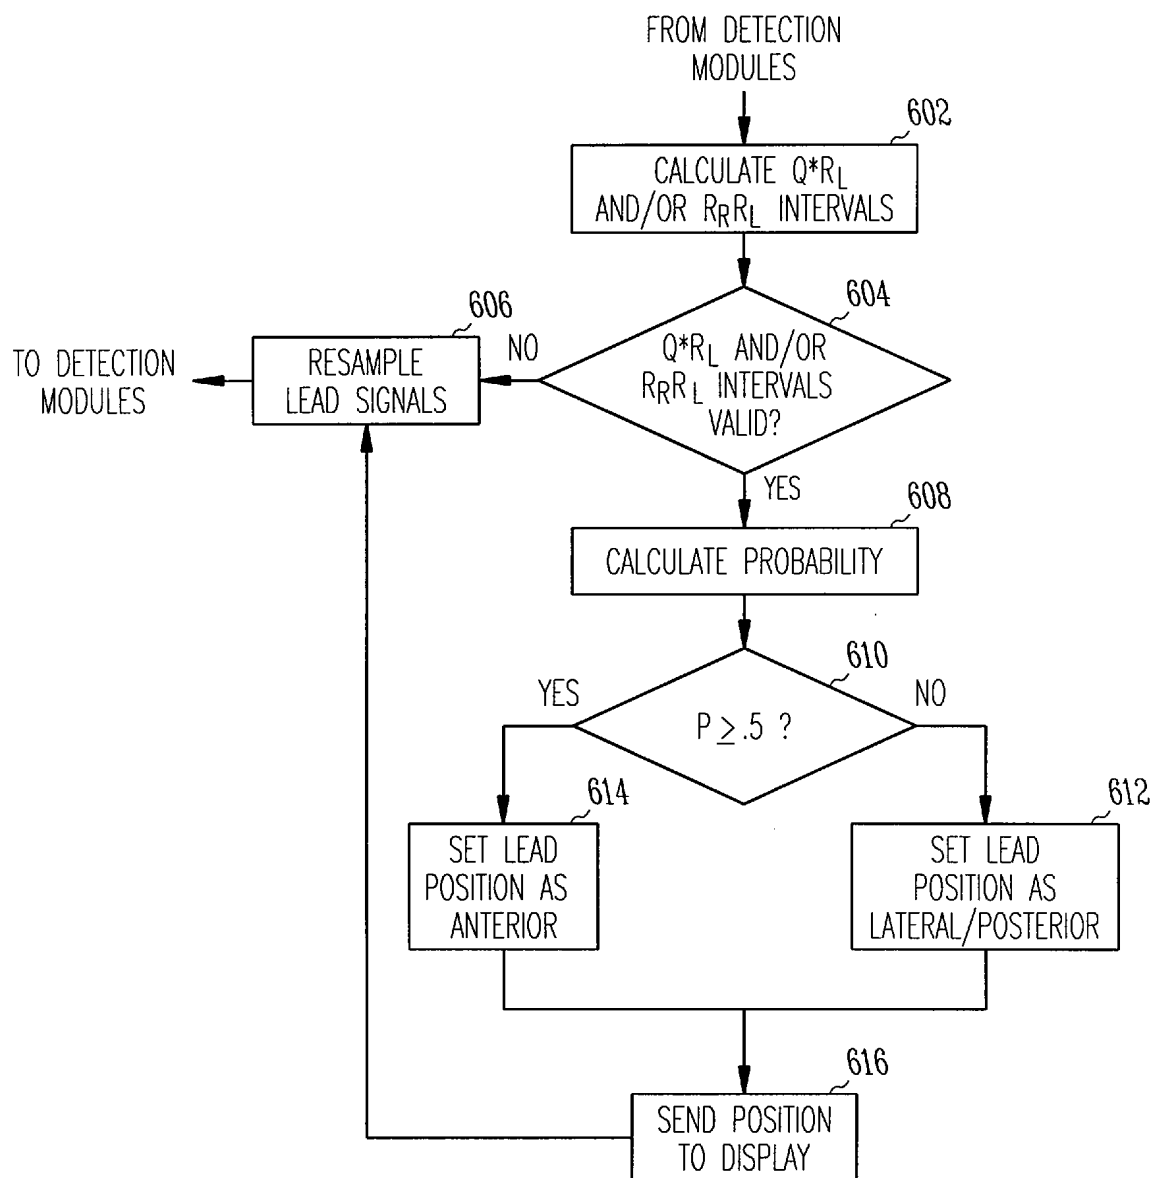 FROM DETECTION
MODULES
602
CALCULATE Q*RL
AND/OR RRRL INTERVALS
604
Q*RL AND/OR
RRRL INTERVALS
VALID?
NO
606
RESAMPLE
LEAD SIGNALS
TO DETECTION
MODULES
YES
608
CALCULATE PROBABILITY
610
P ≥ .5 ?
YES
NO
614
SET LEAD
POSITION AS
ANTERIOR
612
SET LEAD
POSITION AS
LATERAL/POSTERIOR
616
SEND POSITION
TO DISPLAY